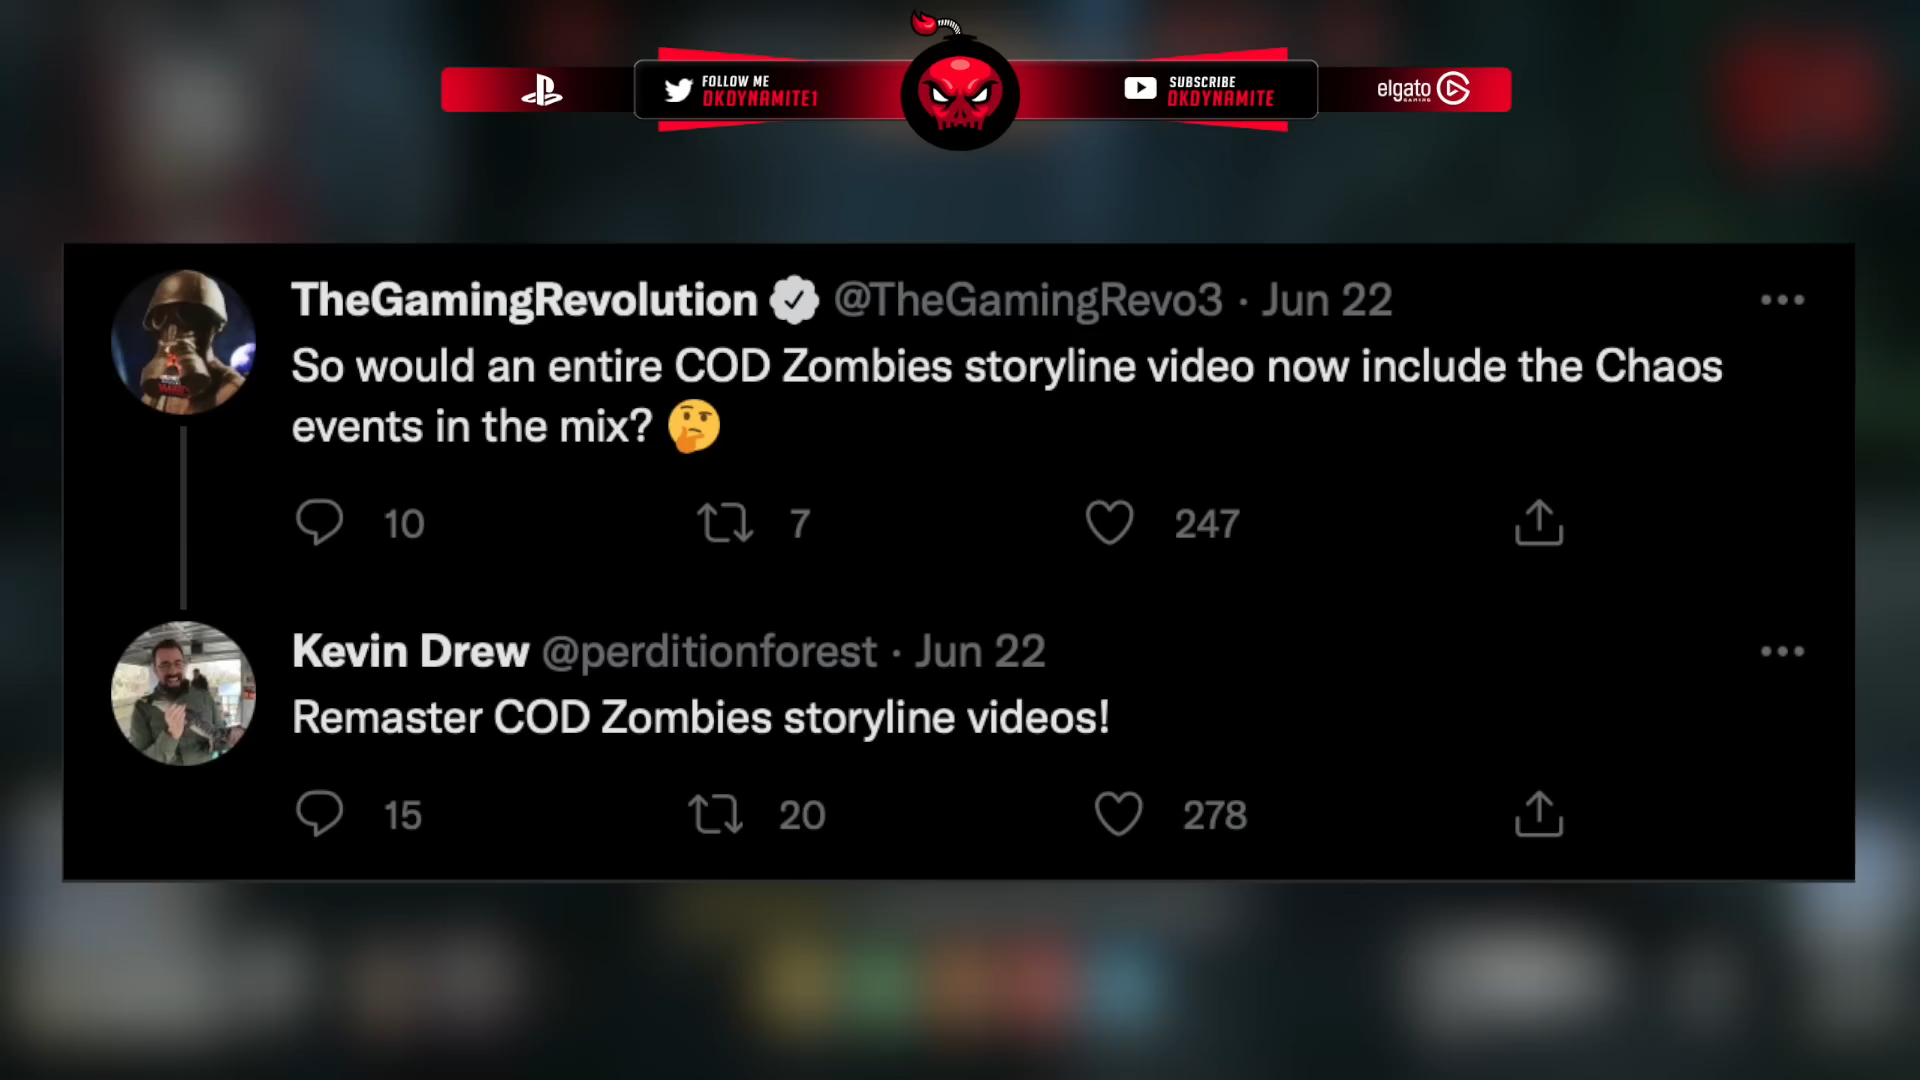 FOLLOW ME
DKDYNAMITE1
SUBSCRIBE
DKDYNAMITE
elgato
GAMING
TheGamingRevolution @TheGamingRevo3 · Jun 22
So would an entire COD Zombies storyline video now include the Chaos
events in the mix? 🤔
10 7 247
Kevin Drew @perditionforest · Jun 22
Remaster COD Zombies storyline videos!
15 20 278